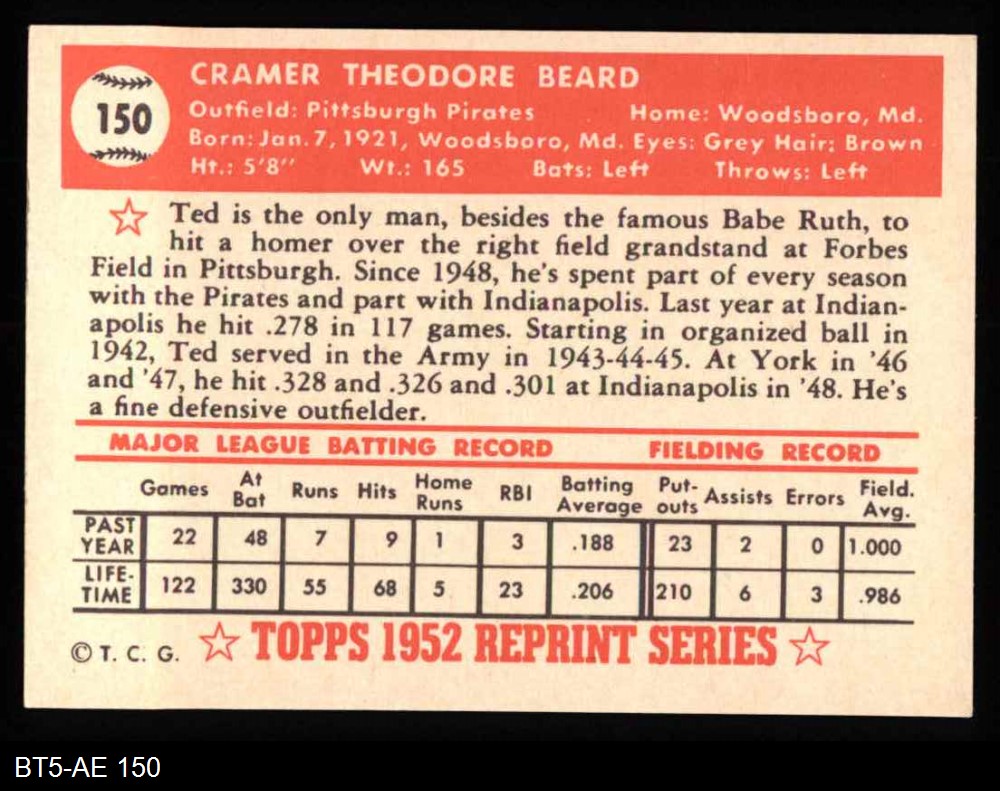 150
CRAMER THEODORE BEARD
Outfield: Pittsburgh Pirates Home: Woodsboro, Md.
Born: Jan. 7, 1921, Woodsboro, Md. Eyes: Grey Hair: Brown
Ht.: 5'8" Wt.: 165 Bats: Left Throws: Left
☆ Ted is the only man, besides the famous Babe Ruth, to
hit a homer over the right field grandstand at Forbes
Field in Pittsburgh. Since 1948, he's spent part of every season
with the Pirates and part with Indianapolis. Last year at Indian-
apolis he hit .278 in 117 games. Starting in organized ball in
1942, Ted served in the Army in 1943-44-45. At York in '46
and '47, he hit .328 and .326 and .301 at Indianapolis in '48. He's
a fine defensive outfielder.
MAJOR LEAGUE BATTING RECORD FIELDING RECORD
Games At Bat Runs Hits Home Runs RBI Batting Average Put-outs Assists Errors Field. Avg.
PAST YEAR 22 48 7 9 1 3 .188 23 2 0 1.000
LIFE-TIME 122 330 55 68 5 23 .206 210 6 3 .986
© T. C. G. ☆ TOPPS 1952 REPRINT SERIES ☆
BT5-AE 150